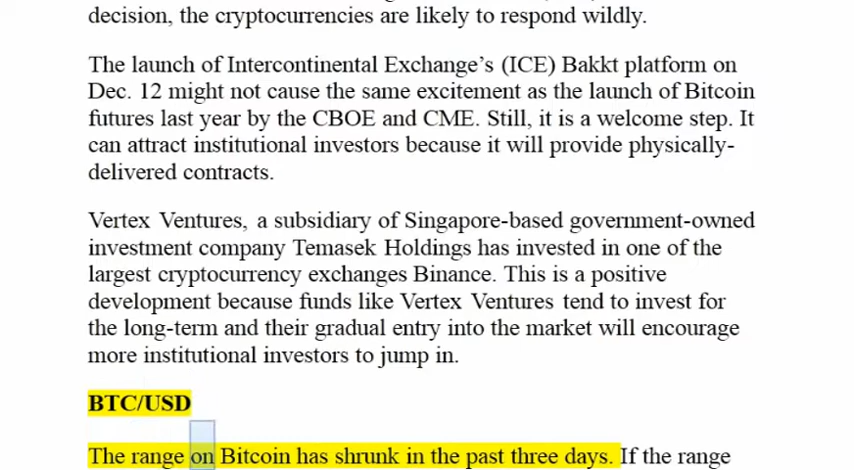 decision, the cryptocurrencies are likely to respond wildly.
The launch of Intercontinental Exchange’s (ICE) Bakkt platform on
Dec. 12 might not cause the same excitement as the launch of Bitcoin
futures last year by the CBOE and CME. Still, it is a welcome step. It
can attract institutional investors because it will provide physically-
delivered contracts.
Vertex Ventures, a subsidiary of Singapore-based government-owned
investment company Temasek Holdings has invested in one of the
largest cryptocurrency exchanges Binance. This is a positive
development because funds like Vertex Ventures tend to invest for
the long-term and their gradual entry into the market will encourage
more institutional investors to jump in.
BTC/USD
The range on Bitcoin has shrunk in the past three days. If the range